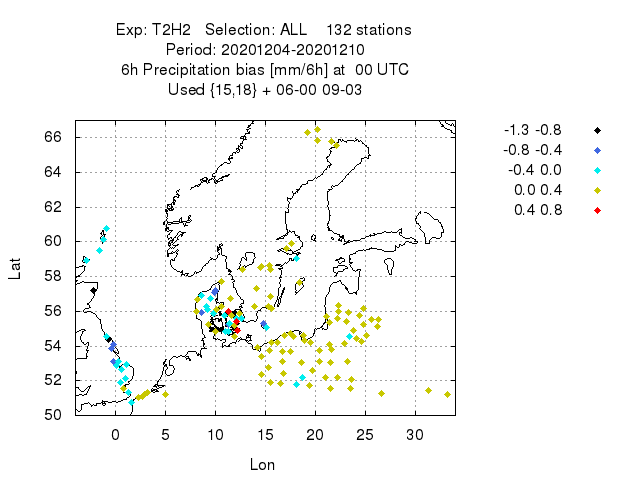 Exp: T2H2 Selection: ALL 132 stations
Period: 20201204-20201210
6h Precipitation bias [mm/6h] at 00 UTC
Used {15,18} + 06-00 09-03
-1.3 -0.8
-0.8 -0.4
-0.4 0.0
0.0 0.4
0.4 0.8
66
64
62
60
58
56
54
52
50
Lat
0 5 10 15 20 25 30
Lon